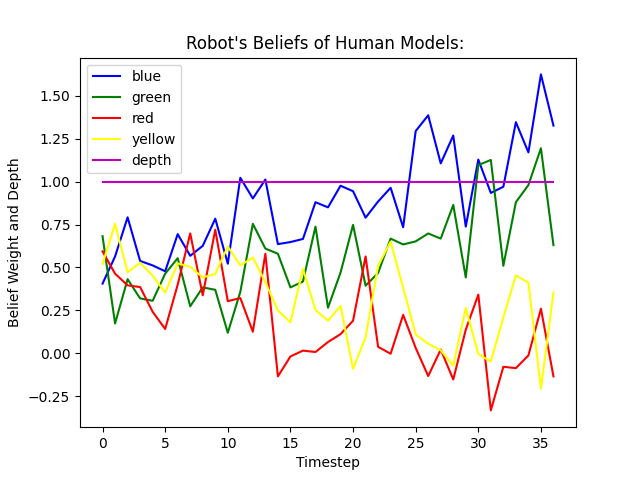 Robot's Beliefs of Human Models:
blue
green
red
yellow
depth
Belief Weight and Depth
1.50
1.25
1.00
0.75
0.50
0.25
0.00
−0.25
0 5 10 15 20 25 30 35
Timestep